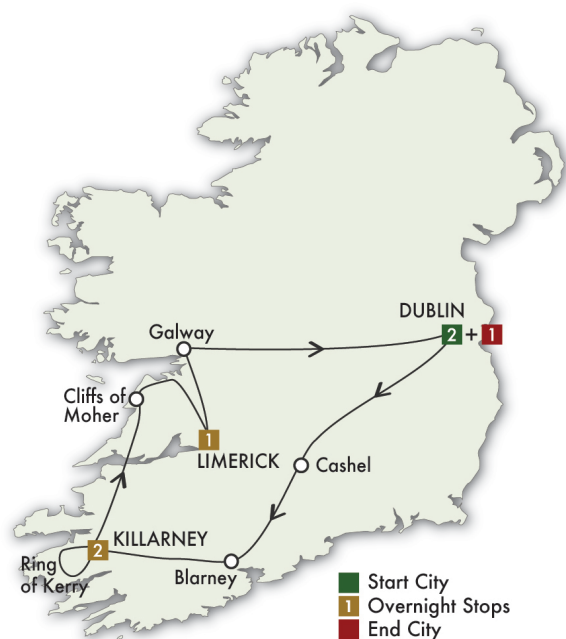 DUBLIN
2 + 1
Galway
Cliffs of
Moher
1
LIMERICK
Cashel
KILLARNEY
2
Ring
of Kerry
Blarney
Start City
1 Overnight Stops
End City